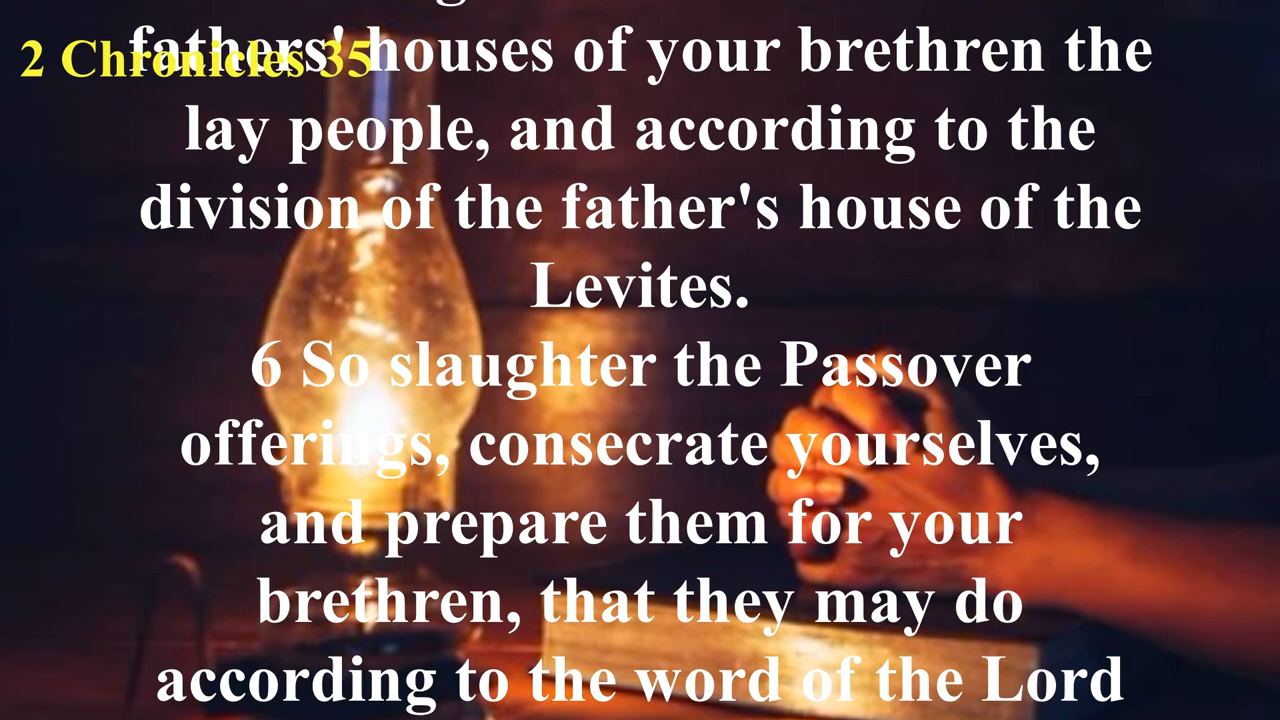 2 Chronicles 35
fathers' houses of your brethren the
lay people, and according to the
division of the father's house of the
Levites.
6 So slaughter the Passover
offerings, consecrate yourselves,
and prepare them for your
brethren, that they may do
according to the word of the Lord